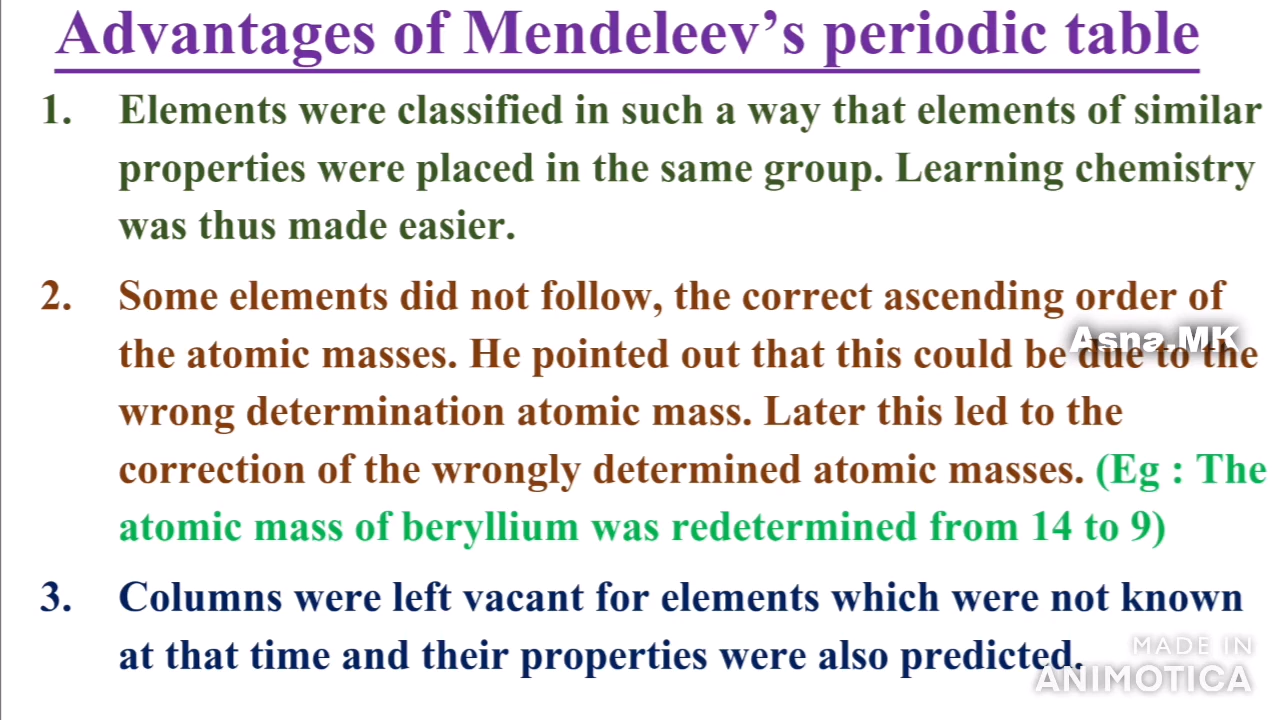 Advantages of Mendeleev’s periodic table
1. Elements were classified in such a way that elements of similar
properties were placed in the same group. Learning chemistry
was thus made easier.
2. Some elements did not follow, the correct ascending order of
the atomic masses. He pointed out that this could be due to the
Asna.MK
wrong determination atomic mass. Later this led to the
correction of the wrongly determined atomic masses. (Eg : The
atomic mass of beryllium was redetermined from 14 to 9)
3. Columns were left vacant for elements which were not known
at that time and their properties were also predicted.
MADE IN
ANIMOTICA